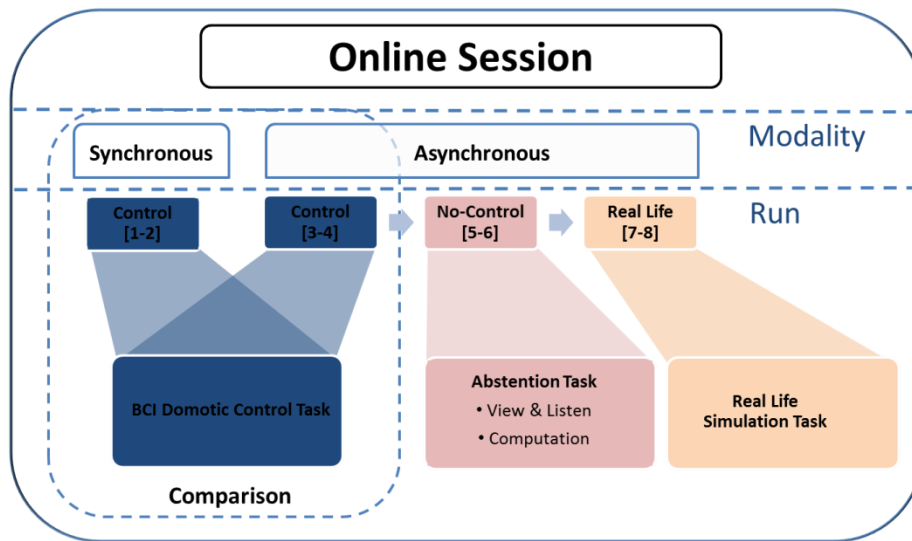 Online Session
Modality
Synchronous
Asynchronous
Run
Control
[1-2]
Control
[3-4]
No-Control
[5-6]
Real Life
[7-8]
BCI Domotic Control Task
Abstention Task
• View & Listen
• Computation
Real Life
Simulation Task
Comparison